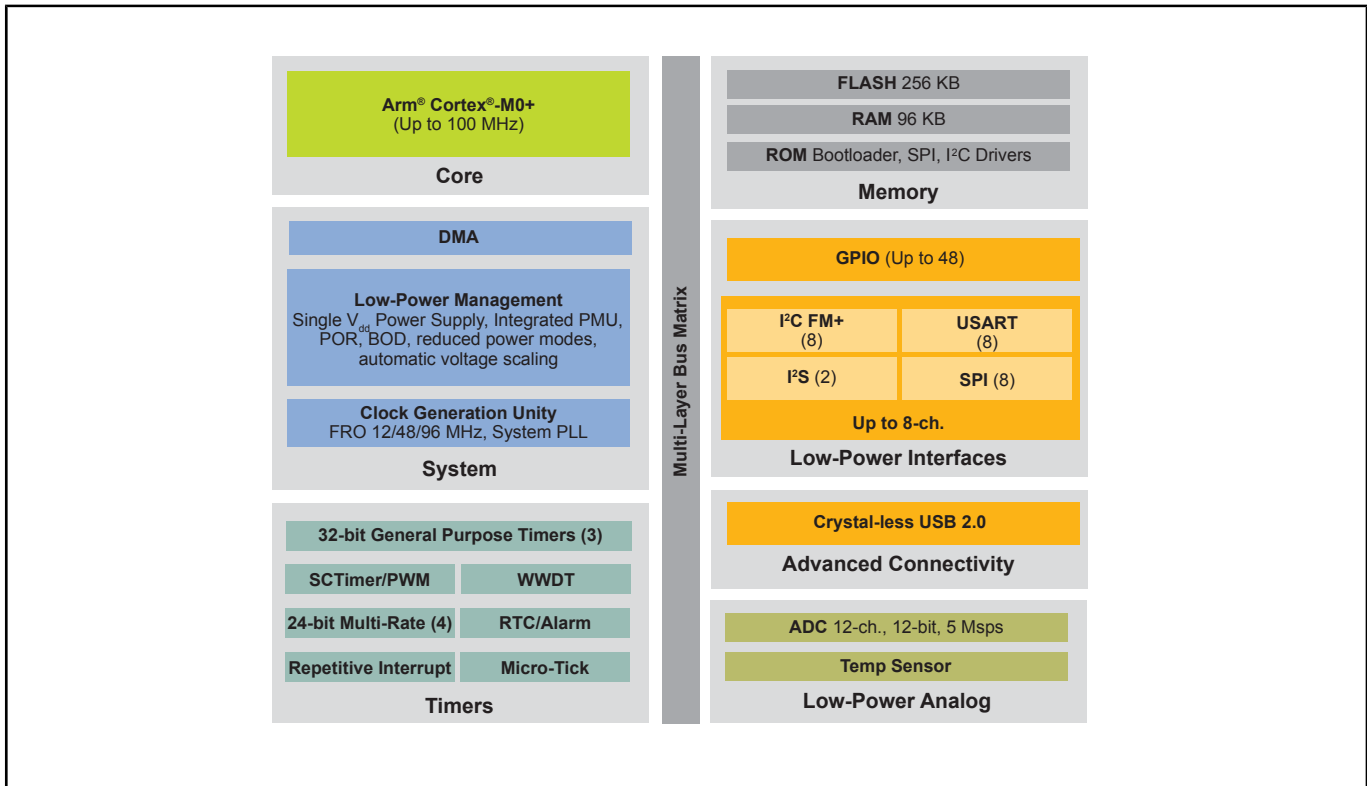 Arm® Cortex®-M0+
(Up to 100 MHz)
Core
DMA
Low-Power Management
Single Vdd Power Supply, Integrated PMU,
POR, BOD, reduced power modes,
automatic voltage scaling
Clock Generation Unity
FRO 12/48/96 MHz, System PLL
System
32-bit General Purpose Timers (3)
SCTimer/PWM
WWDT
24-bit Multi-Rate (4)
RTC/Alarm
Repetitive Interrupt
Micro-Tick
Timers
Multi-Layer Bus Matrix
FLASH 256 KB
RAM 96 KB
ROM Bootloader, SPI, I²C Drivers
Memory
GPIO (Up to 48)
I²C FM+
(8)
USART
(8)
I²S (2)
SPI (8)
Up to 8-ch.
Low-Power Interfaces
Crystal-less USB 2.0
Advanced Connectivity
ADC 12-ch., 12-bit, 5 Msps
Temp Sensor
Low-Power Analog